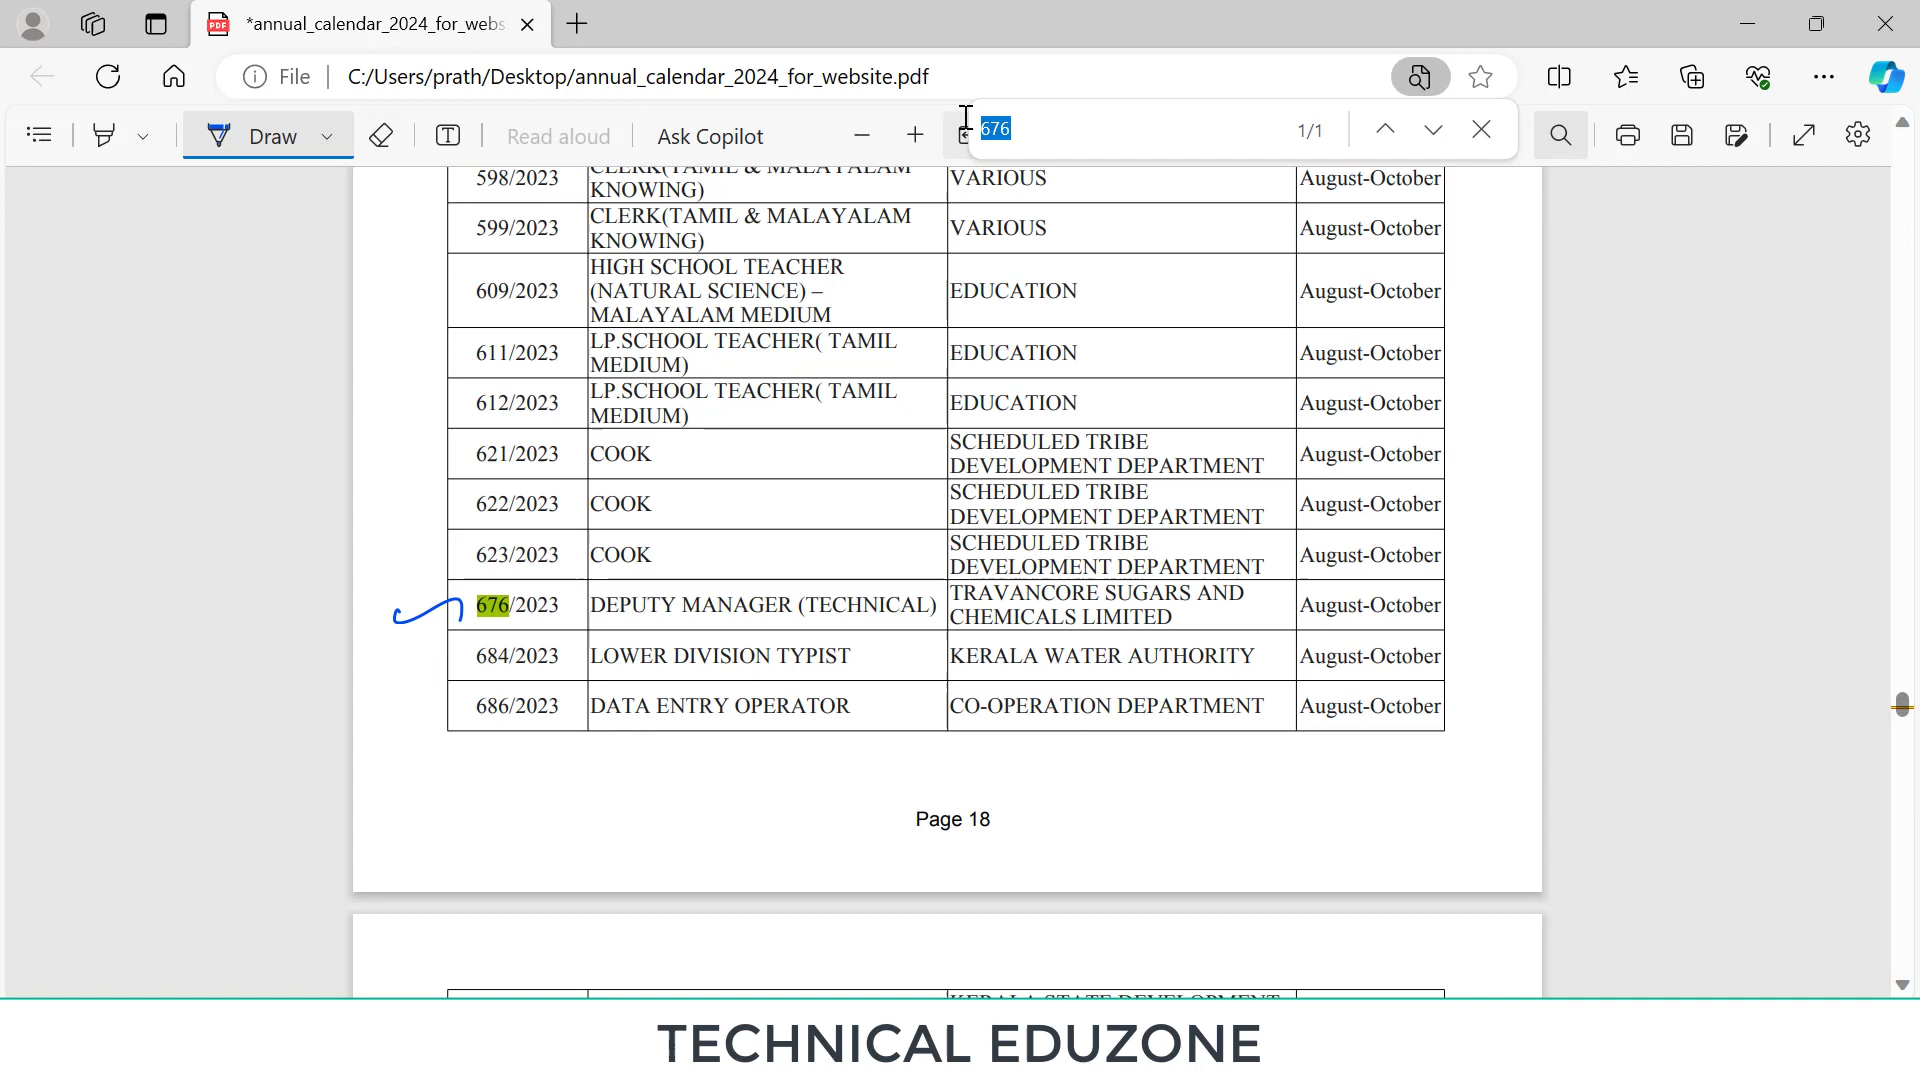 *annual_calendar_2024_for_webs
File
C:/Users/prath/Desktop/annual_calendar_2024_for_website.pdf
Draw
Read aloud
Ask Copilot
676
1/1
598/2023 CLERK(TAMIL & MALAYALAM KNOWING) VARIOUS August-October
599/2023 CLERK(TAMIL & MALAYALAM KNOWING) VARIOUS August-October
609/2023 HIGH SCHOOL TEACHER (NATURAL SCIENCE) – MALAYALAM MEDIUM EDUCATION August-October
611/2023 LP.SCHOOL TEACHER( TAMIL MEDIUM) EDUCATION August-October
612/2023 LP.SCHOOL TEACHER( TAMIL MEDIUM) EDUCATION August-October
621/2023 COOK SCHEDULED TRIBE DEVELOPMENT DEPARTMENT August-October
622/2023 COOK SCHEDULED TRIBE DEVELOPMENT DEPARTMENT August-October
623/2023 COOK SCHEDULED TRIBE DEVELOPMENT DEPARTMENT August-October
676/2023 DEPUTY MANAGER (TECHNICAL) TRAVANCORE SUGARS AND CHEMICALS LIMITED August-October
684/2023 LOWER DIVISION TYPIST KERALA WATER AUTHORITY August-October
686/2023 DATA ENTRY OPERATOR CO-OPERATION DEPARTMENT August-October
Page 18
KERALA STATE DEVELOPMENT
TECHNICAL EDUZONE